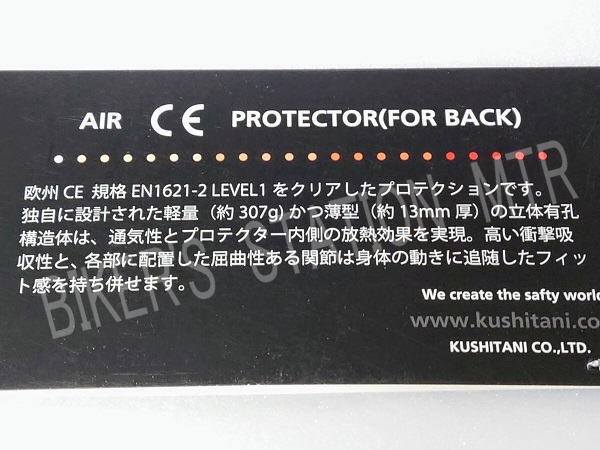 AIR CE PROTECTOR(FOR BACK)
欧州 CE 規格 EN1621-2 LEVEL1 をクリアしたプロテクションです。
独自に設計された軽量（約 307g）かつ薄型（約 13mm 厚）の立体有孔
構造体は、通気性とプロテクター内側の放熱効果を実現。高い衝撃吸
収性と、各部に配置した屈曲性ある関節は身体の動きに追随したフィッ
ト感を持ち併せます。
BIKERS STATION MTR
We create the safty world
www.kushitani.co
KUSHITANI CO.,LTD.